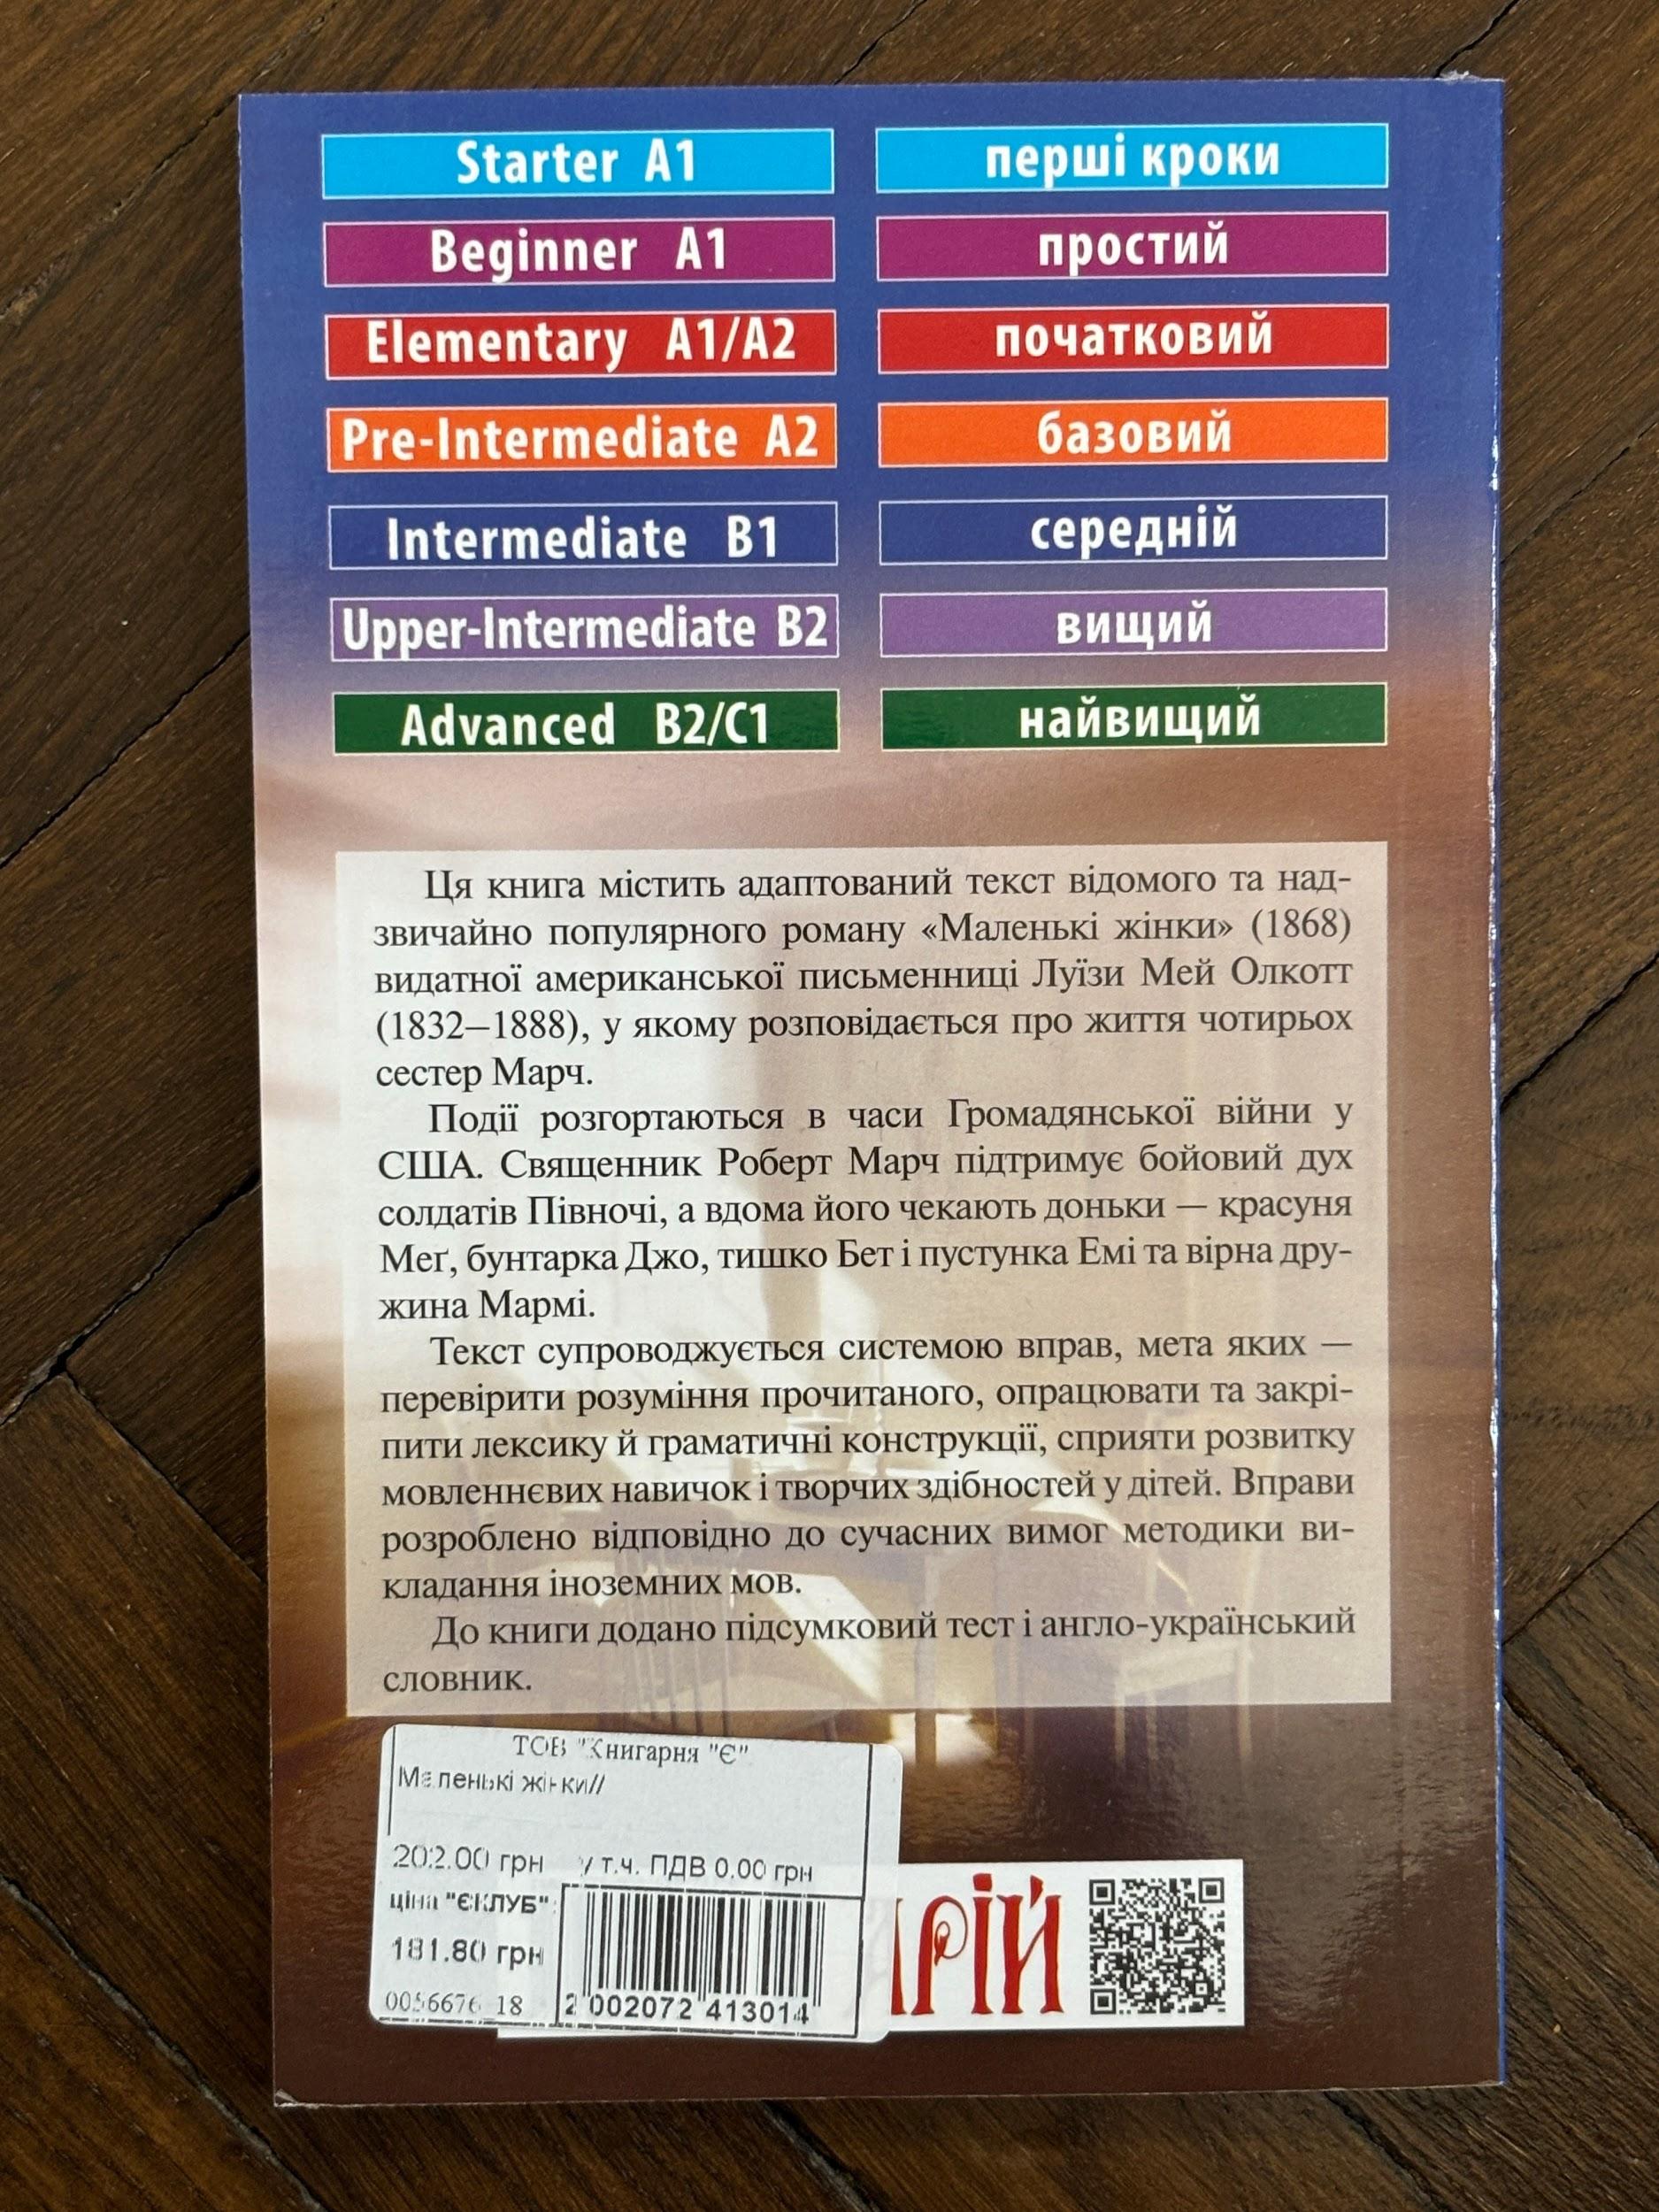 Starter A1 перші кроки
Beginner A1 простий
Elementary A1/A2 початковий
Pre-Intermediate A2 базовий
Intermediate B1 середній
Upper-Intermediate B2 вищий
Advanced B2/C1 найвищий
Ця книга містить адаптований текст відомого та над-
звичайно популярного роману «Маленькі жінки» (1868)
видатної американської письменниці Луїзи Мей Олкотт
(1832–1888), у якому розповідається про життя чотирьох
сестер Марч.
Події розгортаються в часи Громадянської війни у
США. Священник Роберт Марч підтримує бойовий дух
солдатів Півночі, а вдома його чекають доньки — красуня
Меґ, бунтарка Джо, тишко Бет і пустунка Емі та вірна дру-
жина Мармі.
Текст супроводжується системою вправ, мета яких —
перевірити розуміння прочитаного, опрацювати та закрі-
пити лексику й граматичні конструкції, сприяти розвитку
мовленнєвих навичок і творчих здібностей у дітей. Вправи
розроблено відповідно до сучасних вимог методики ви-
кладання іноземних мов.
До книги додано підсумковий тест і англо-український
словник.
ТОВ "Книгарня "Є"
Маленькі жінки//
202.00 грн у т.ч. ПДВ 0.00 грн
ціна "ЄКЛУБ":
181.80 грн
0056676 18
2 002072 413014
РІЙ